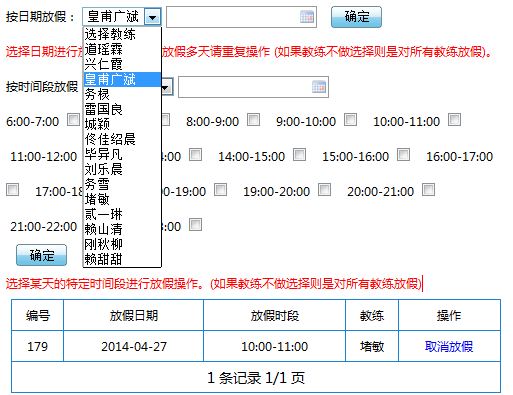 按日期放假： 皇甫广斌 确定
选择教练
道瑶霖
兴仁霞
皇甫广斌
务禄
雷国良
城颖
佟佳绍晨
毕昇凡
刘乐晨
务雪
堵敏
贰一琳
赖山清
刚秋柳
赖甜甜
选择日期进行放 放假多天请重复操作 (如果教练不做选择则是对所有教练放假)。
按时间段放假
6:00-7:00 8:00-9:00 9:00-10:00 10:00-11:00
11:00-12:00 14:00-15:00 15:00-16:00 16:00-17:00
17:00-18 19:00 19:00-20:00 20:00-21:00
21:00-22:00
确定
选择某天的特定时间段进行放假操作。(如果教练不做选择则是对所有教练放假)
编号 放假日期 放假时段 教练 操作
179 2014-04-27 10:00-11:00 堵敏 取消放假
1 条记录 1/1 页